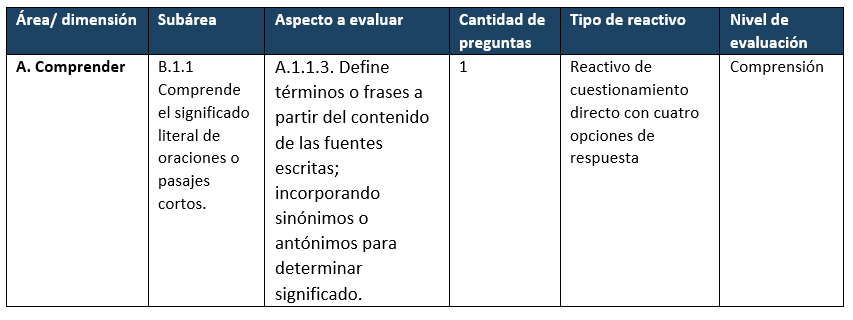 Área/ dimensión
Subárea
Aspecto a evaluar
Cantidad de
preguntas
Tipo de reactivo
Nivel de
evaluación
A. Comprender
B.1.1
Comprende
el significado
literal de
oraciones o
pasajes
cortos.
A.1.1.3. Define
términos o frases a
partir del contenido
de las fuentes
escritas;
incorporando
sinónimos o
antónimos para
determinar
significado.
1
Reactivo de
cuestionamiento
directo con cuatro
opciones de
respuesta
Comprensión